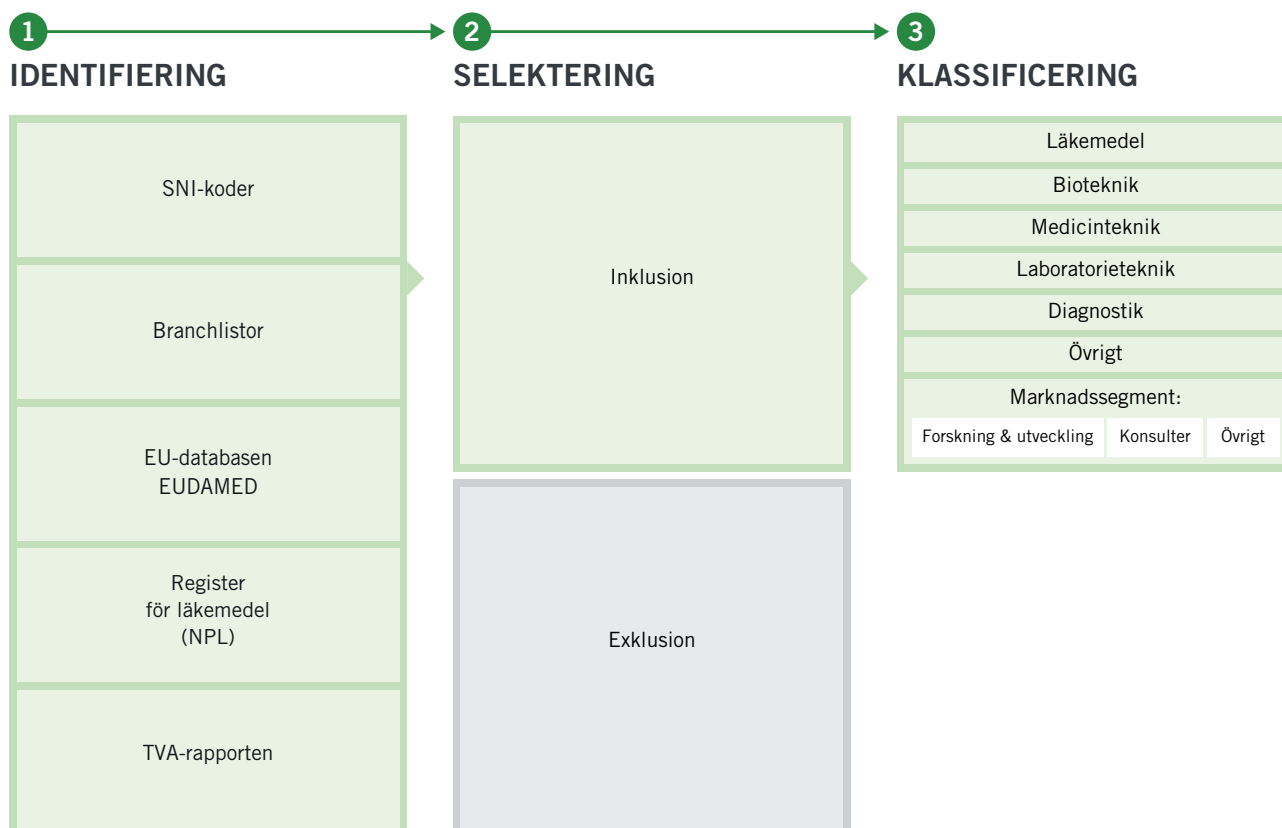 1
IDENTIFIERING
SNI-koder
Branchlistor
EU-databasen
EUDAMED
Register
för läkemedel
(NPL)
TVA-rapporten
2
SELEKTERING
Inklusion
Exklusion
3
KLASSIFICERING
Läkemedel
Bioteknik
Medicinteknik
Laboratorieteknik
Diagnostik
Övrigt
Marknadssegment:
Forskning & utveckling Konsulter Övrigt